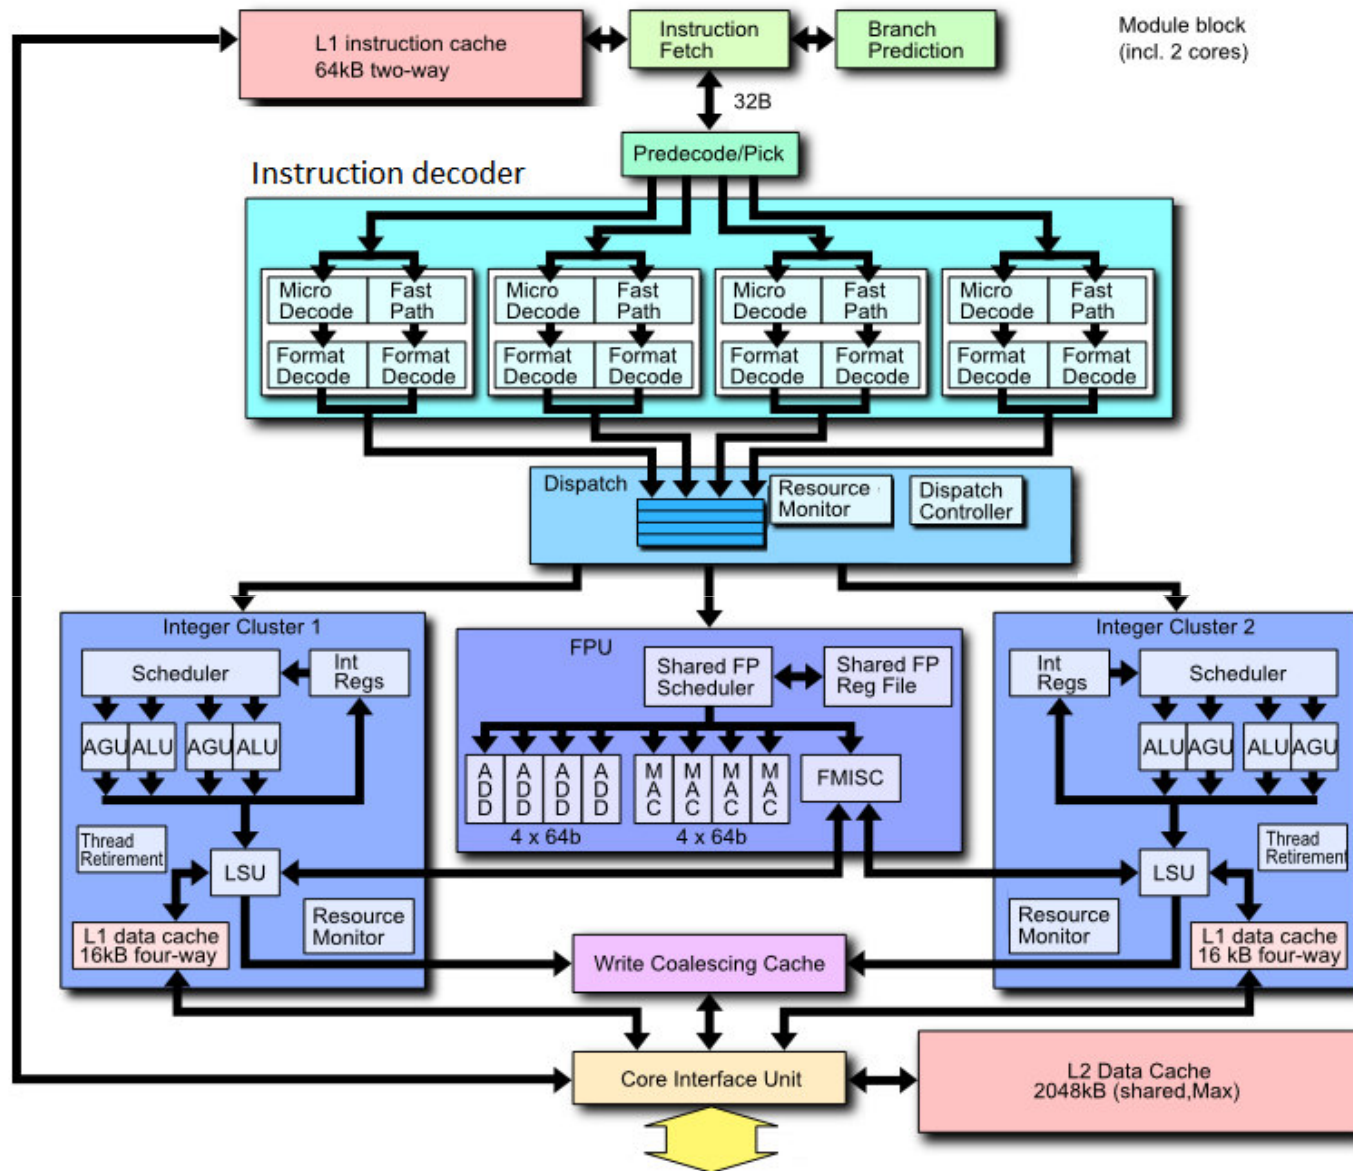 L1 instruction cache
64kB two-way
Instruction
Fetch
Branch
Prediction
Module block
(incl. 2 cores)
32B
Predecode/Pick
Instruction decoder
Micro
Decode
Fast
Path
Micro
Decode
Fast
Path
Micro
Decode
Fast
Path
Micro
Decode
Fast
Path
Format
Decode
Format
Decode
Format
Decode
Format
Decode
Format
Decode
Format
Decode
Format
Decode
Format
Decode
Dispatch
Resource
Monitor
Dispatch
Controller
Integer Cluster 1
Scheduler
Int
Regs
AGU
ALU
AGU
ALU
Thread
Retirement
LSU
Resource
Monitor
L1 data cache
16kB four-way
FPU
Shared FP
Scheduler
Shared FP
Reg File
ADD
ADD
ADD
ADD
MAC
MAC
MAC
MAC
FMISC
4 x 64b
4 x 64b
Integer Cluster 2
Int
Regs
Scheduler
ALU
AGU
ALU
AGU
Thread
Retirement
LSU
Resource
Monitor
L1 data cache
16 kB four-way
Write Coalescing Cache
Core Interface Unit
L2 Data Cache
2048kB (shared,Max)